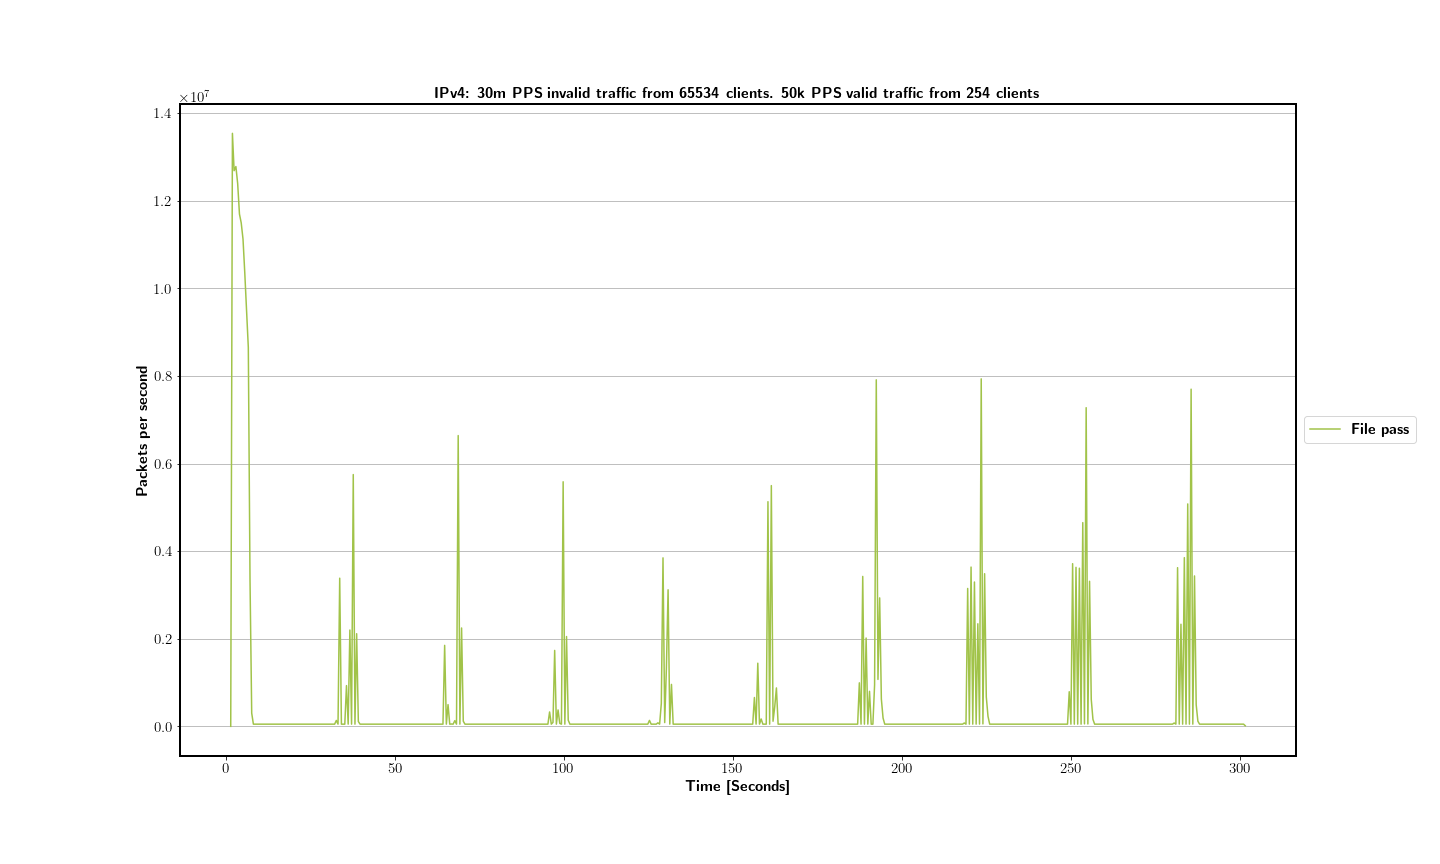 IPv4: 30m PPS invalid traffic from 65534 clients. 50k PPS valid traffic from 254 clients
×10⁷
1.4
1.2
1.0
0.8
0.6
0.4
0.2
0.0
Packets per second
0 50 100 150 200 250 300
Time [Seconds]
File pass